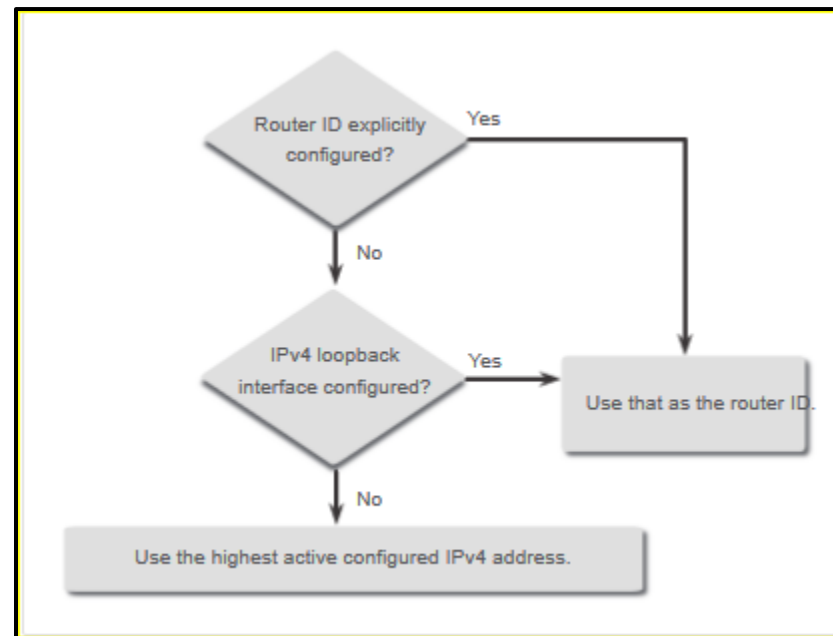 Router ID explicitly
configured?
Yes
No
IPv4 loopback
interface configured?
Yes
Use that as the router ID.
No
Use the highest active configured IPv4 address.